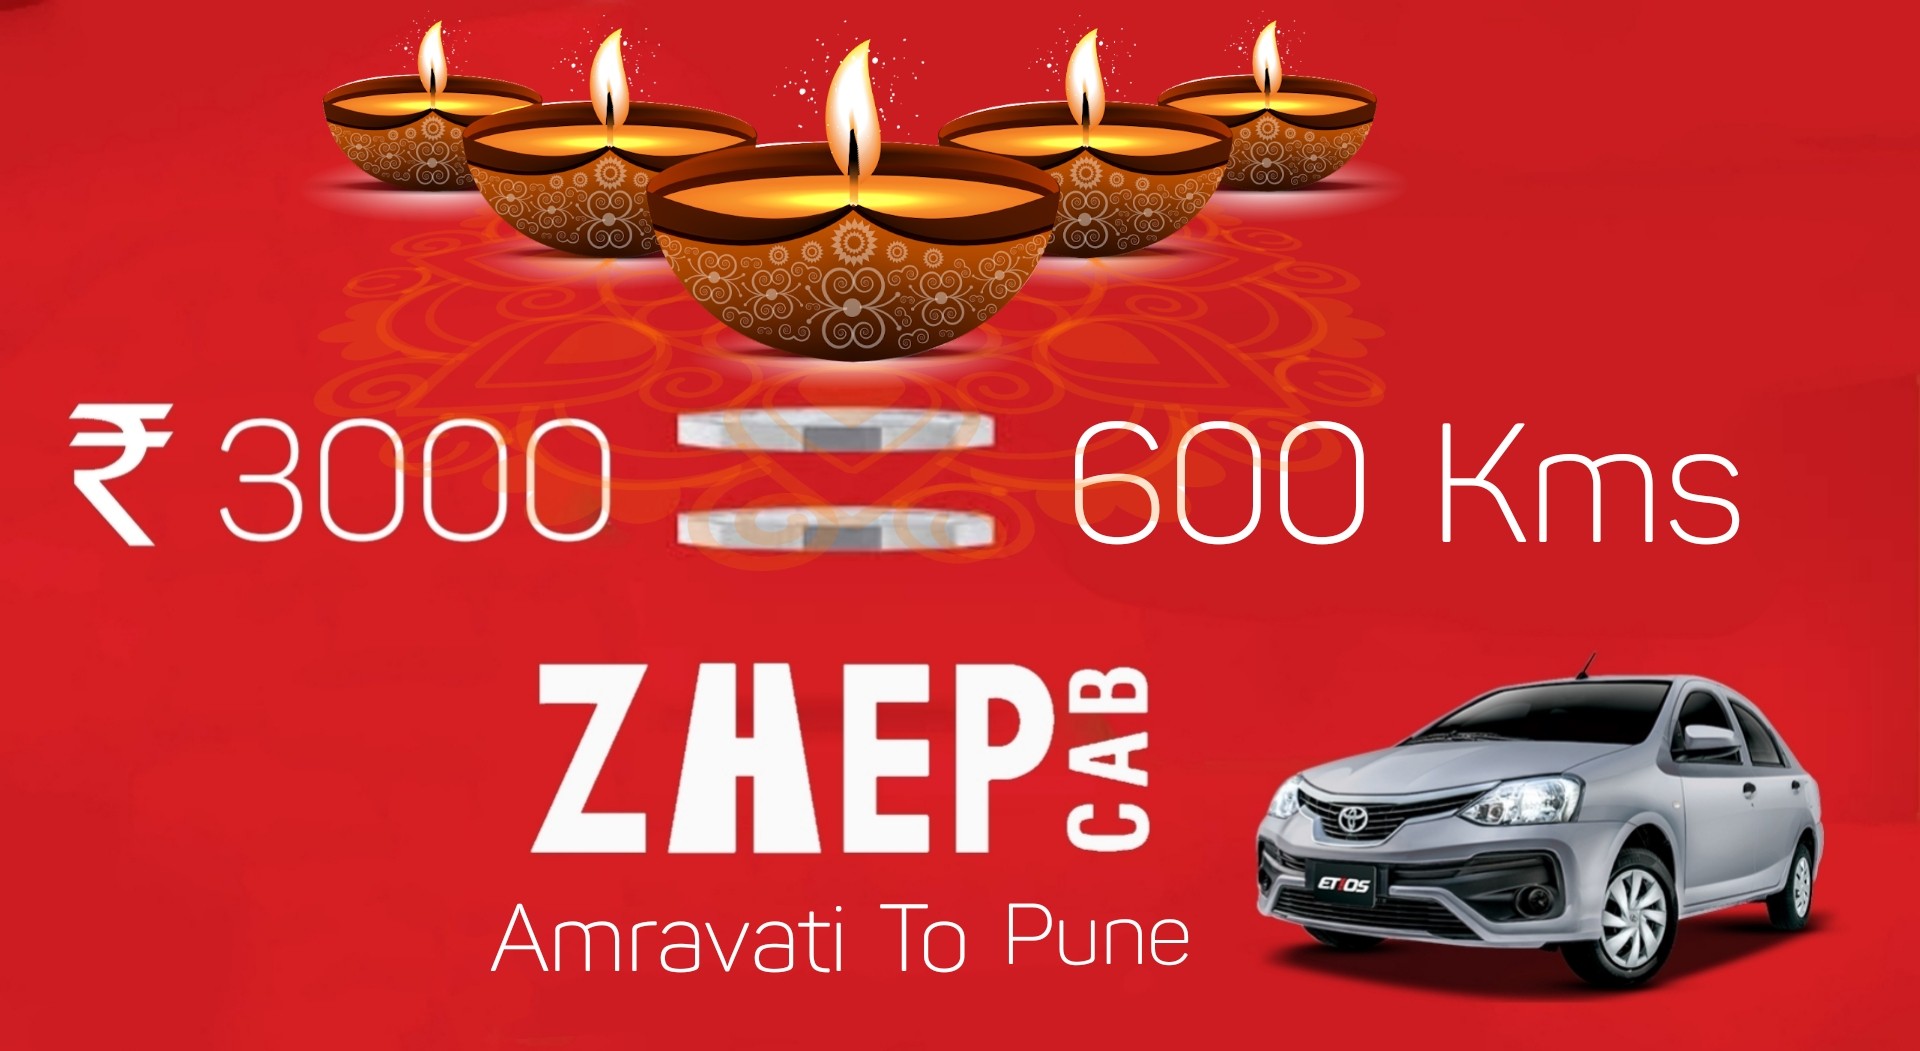 ₹ 3000 = 600 Kms
ZHEP CAB
Amravati To Pune
ETIOS